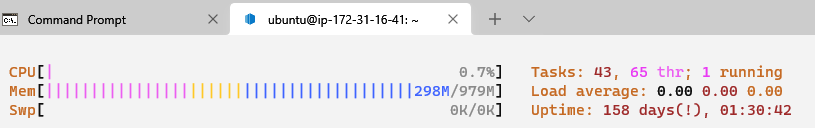 Command Prompt ubuntu@ip-172-31-16-41: ~
CPU[| 0.7%] Tasks: 43, 65 thr; 1 running
Mem[||||||||||||||||||||||||||||||||||||||||||298M/979M] Load average: 0.00 0.00 0.00
Swp[ 0K/0K] Uptime: 158 days(!), 01:30:42